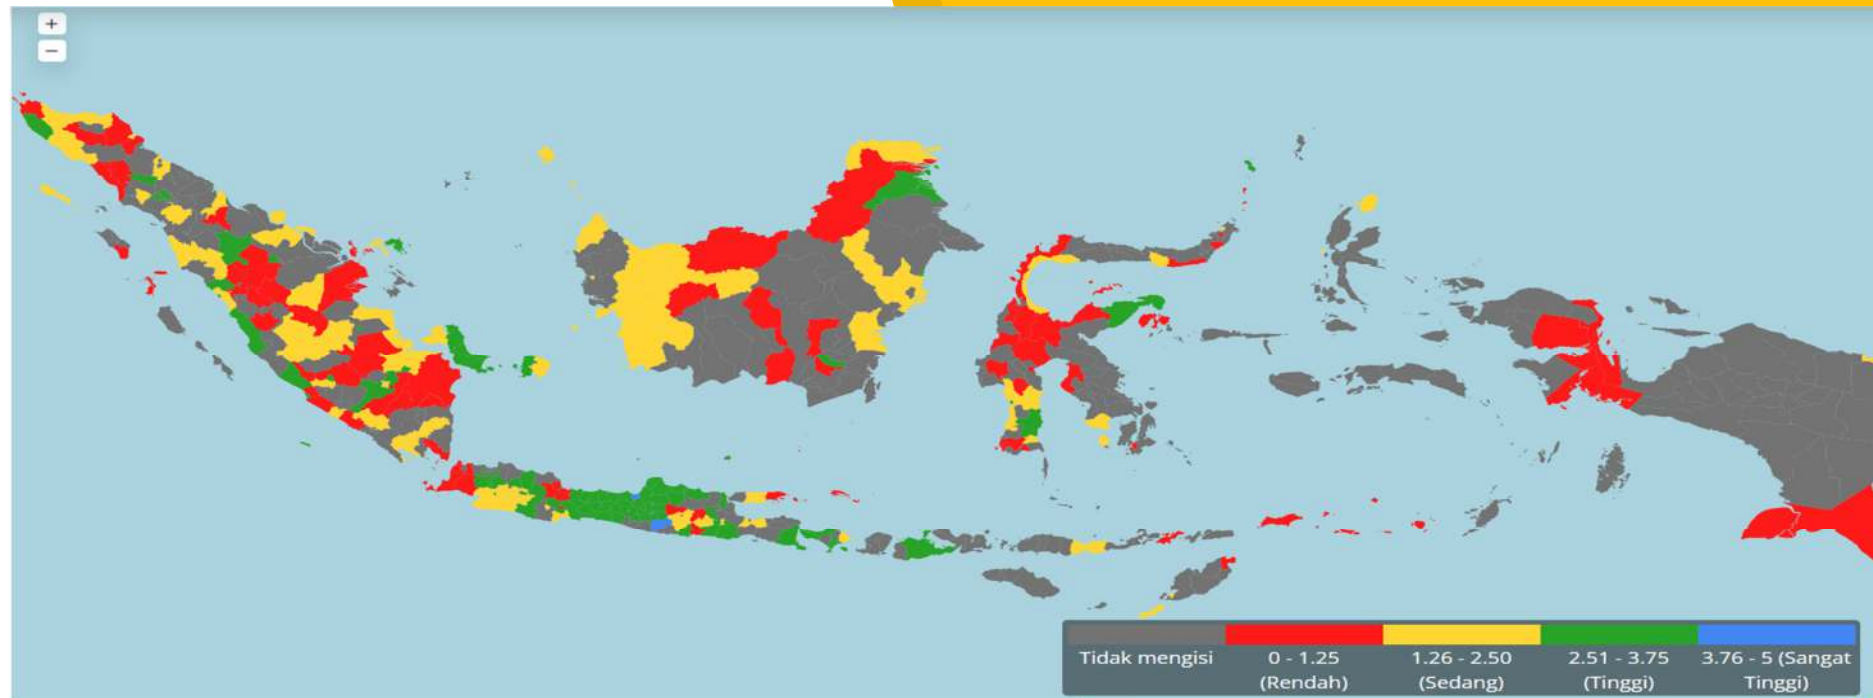 +
−
Tidak mengisi
0 - 1.25
(Rendah)
1.26 - 2.50
(Sedang)
2.51 - 3.75
(Tinggi)
3.76 - 5 (Sangat
Tinggi)